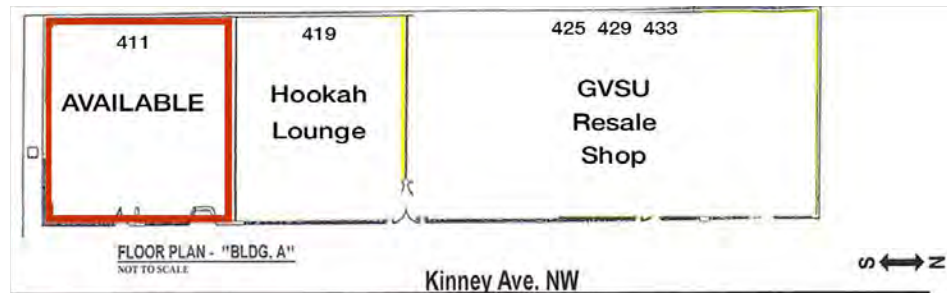 411
419
425 429 433
AVAILABLE
Hookah
Lounge
GVSU
Resale
Shop
FLOOR PLAN - "BLDG. A"
NOT TO SCALE
Kinney Ave. NW
S N